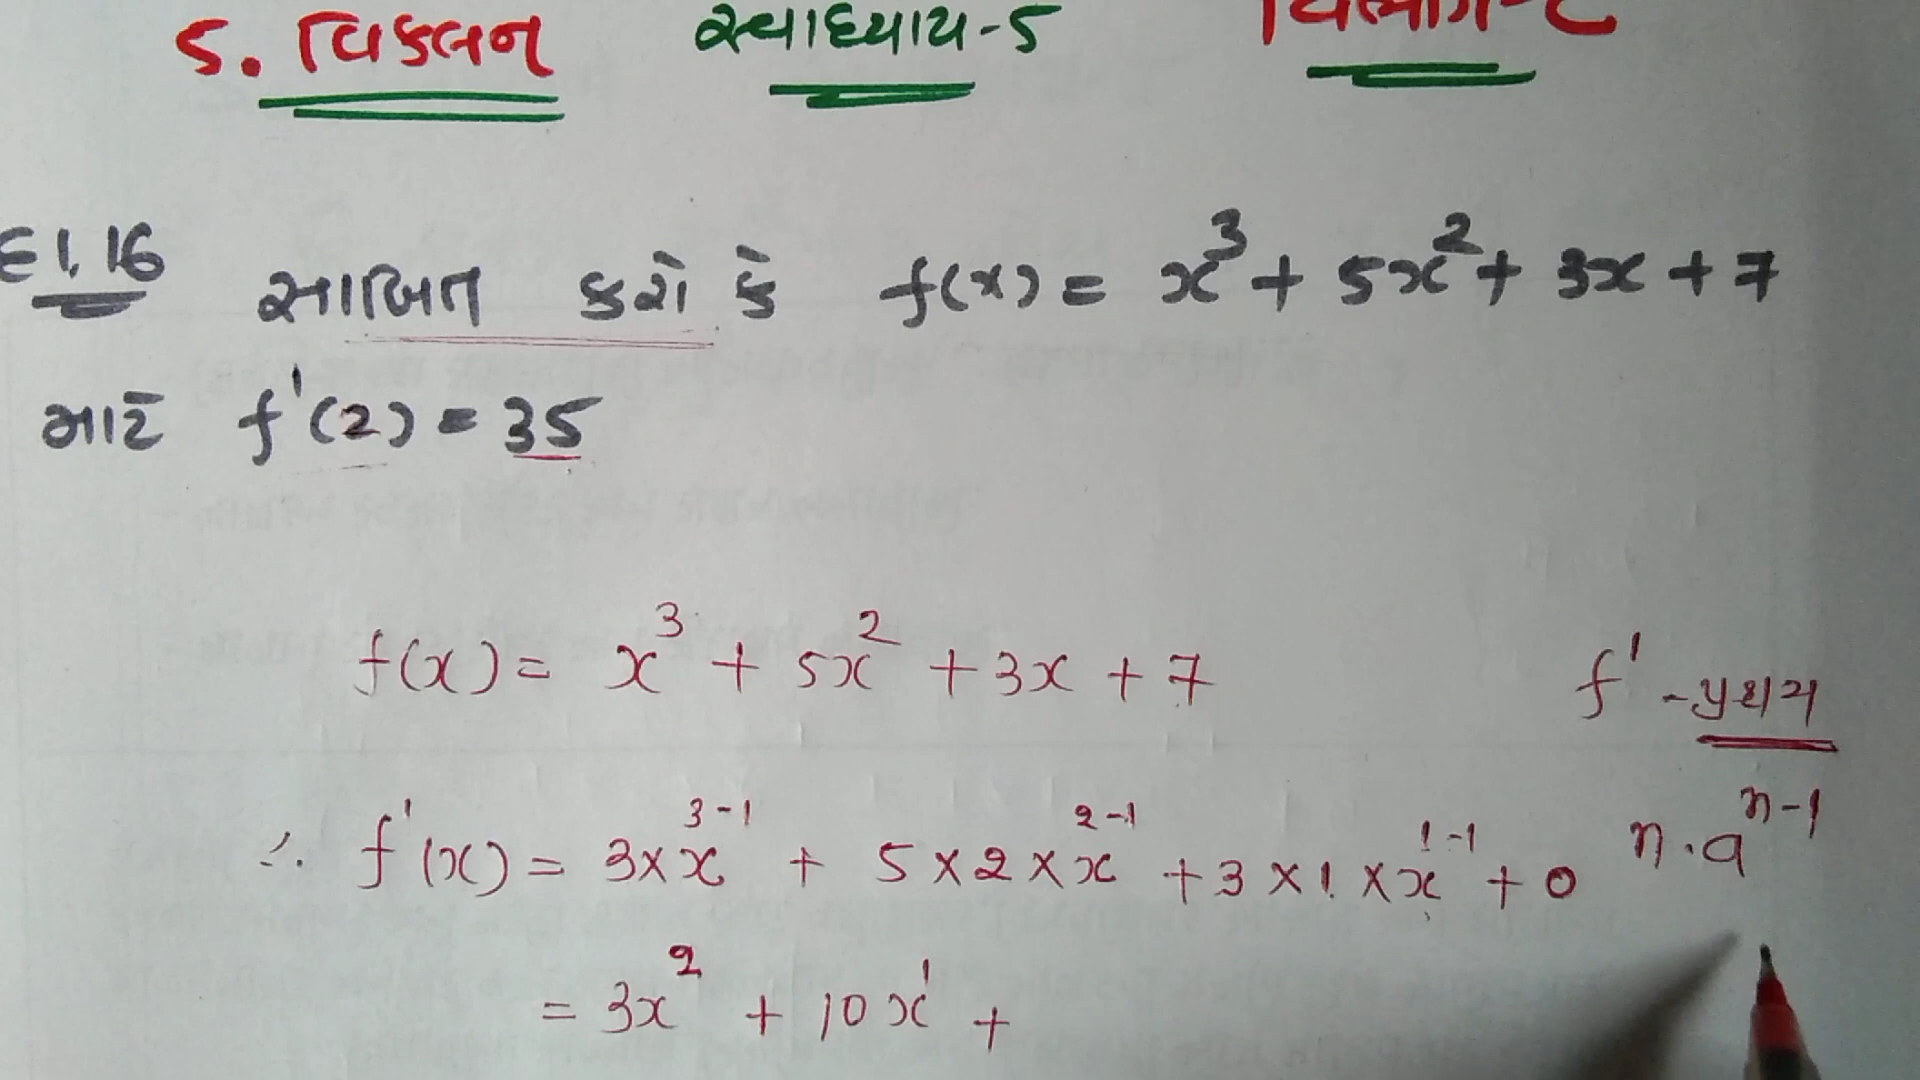 5. વિકલન સ્વાધ્યાય-5 વિભાગ-C
દા.16 સાબિત કરો કે f(x) = x³ + 5x² + 3x + 7
માટે f'(2) = 35
f(x) = x³ + 5x² + 3x + 7 f' -
∴ f'(x) = 3 × x³⁻¹ + 5 × 2 × x²⁻¹ + 3 × 1 × x¹⁻¹ + 0 n.aⁿ⁻¹
= 3x² + 10x¹ +